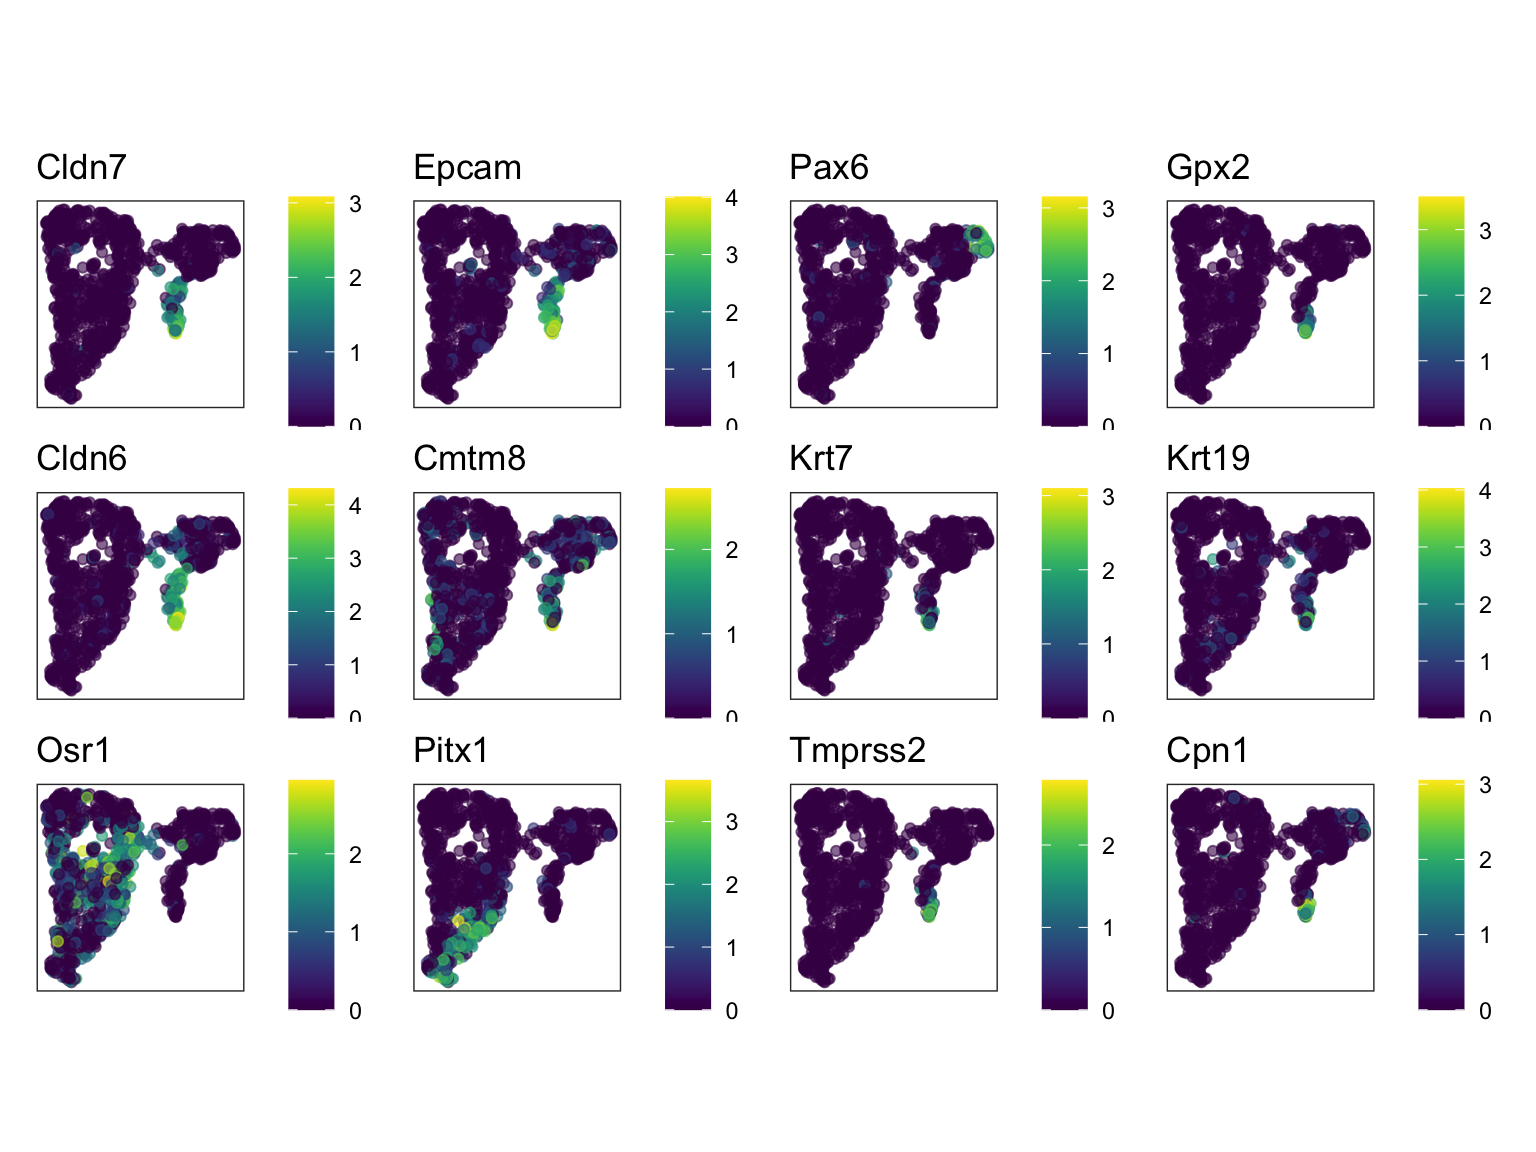 Cldn7 Epcam Pax6 Gpx2
3 2 1 0 4 3 2 1 0 3 2 1 0 3 2 1 0
Cldn6 Cmtm8 Krt7 Krt19
4 3 2 1 0 2 1 0 3 2 1 0 4 3 2 1 0
Osr1 Pitx1 Tmprss2 Cpn1
2 1 0 3 2 1 0 2 1 0 3 2 1 0